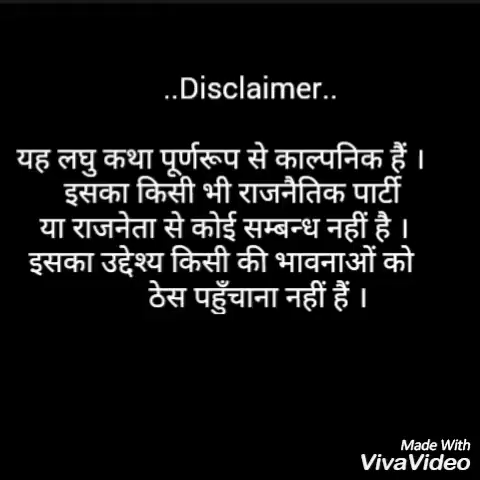 ..Disclaimer..
यह लघु कथा पूर्णरूप से काल्पनिक हैं ।
इसका किसी भी राजनैतिक पार्टी
या राजनेता से कोई सम्बन्ध नहीं है ।
इसका उद्देश्य किसी की भावनाओं को
ठेस पहुँचाना नहीं हैं ।
Made With
VivaVideo